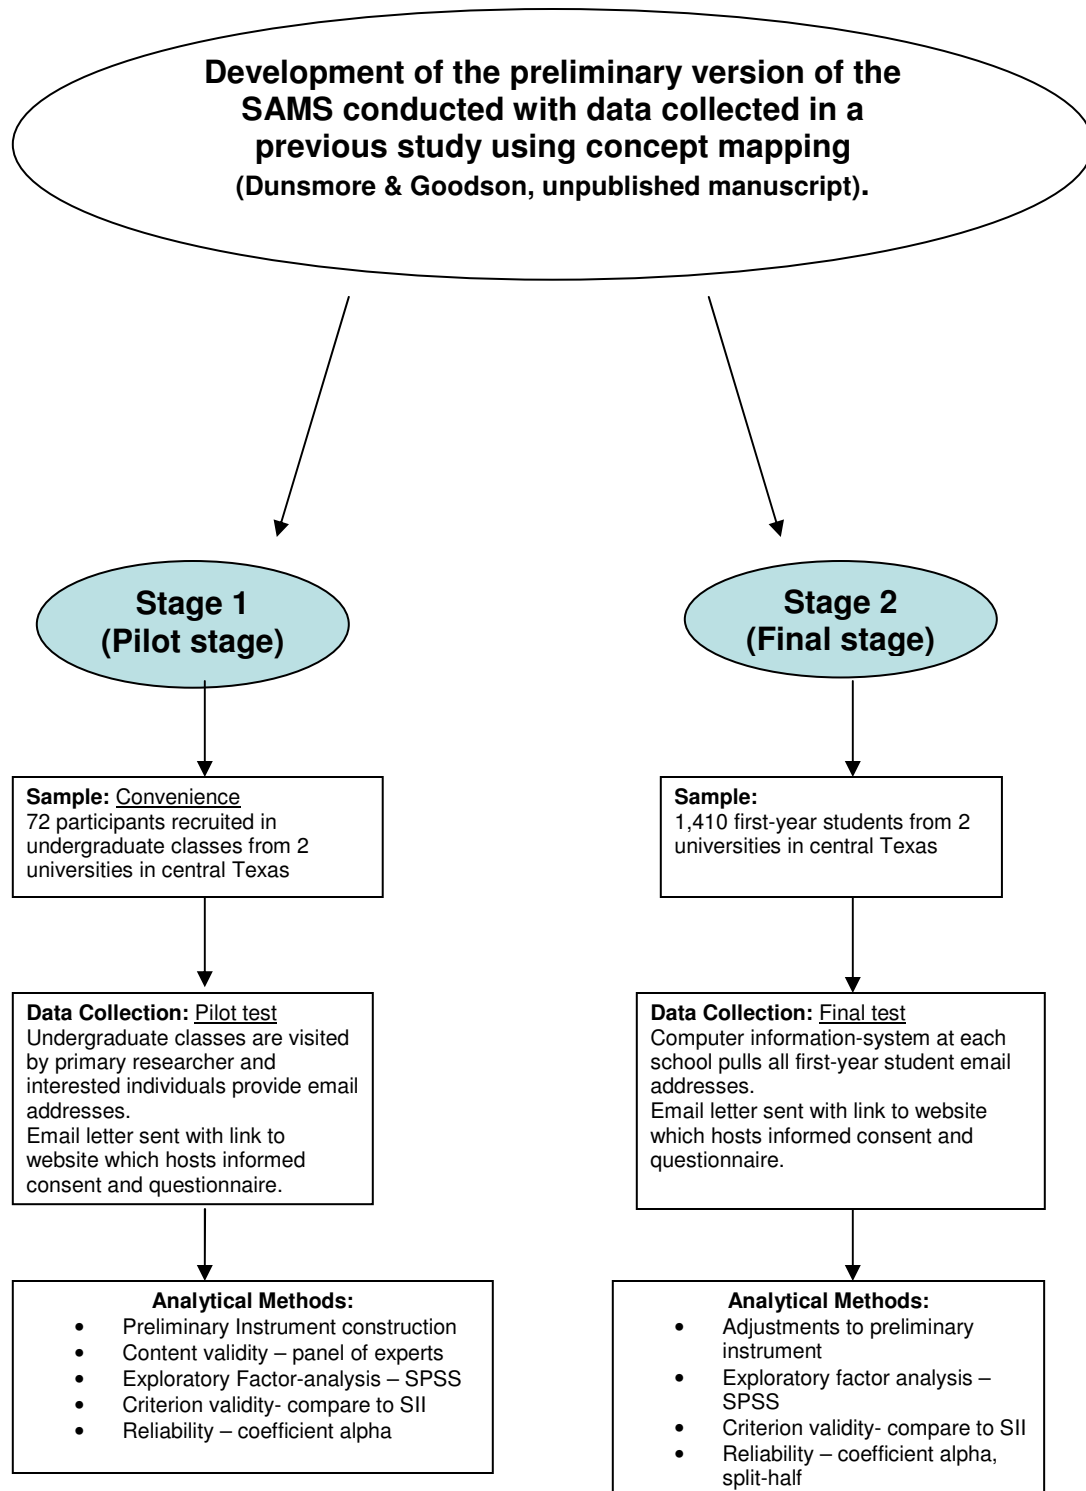 Development of the preliminary version of the
SAMS conducted with data collected in a
previous study using concept mapping
(Dunsmore & Goodson, unpublished manuscript).
Stage 1
(Pilot stage)
Sample: Convenience
72 participants recruited in
undergraduate classes from 2
universities in central Texas
Data Collection: Pilot test
Undergraduate classes are visited
by primary researcher and
interested individuals provide email
addresses.
Email letter sent with link to
website which hosts informed
consent and questionnaire.
Analytical Methods:
• Preliminary Instrument construction
• Content validity – panel of experts
• Exploratory Factor-analysis – SPSS
• Criterion validity- compare to SII
• Reliability – coefficient alpha
Stage 2
(Final stage)
Sample:
1,410 first-year students from 2
universities in central Texas
Data Collection: Final test
Computer information-system at each
school pulls all first-year student email
addresses.
Email letter sent with link to website
which hosts informed consent and
questionnaire.
Analytical Methods:
• Adjustments to preliminary
instrument
• Exploratory factor analysis –
SPSS
• Criterion validity- compare to SII
• Reliability – coefficient alpha,
split-half